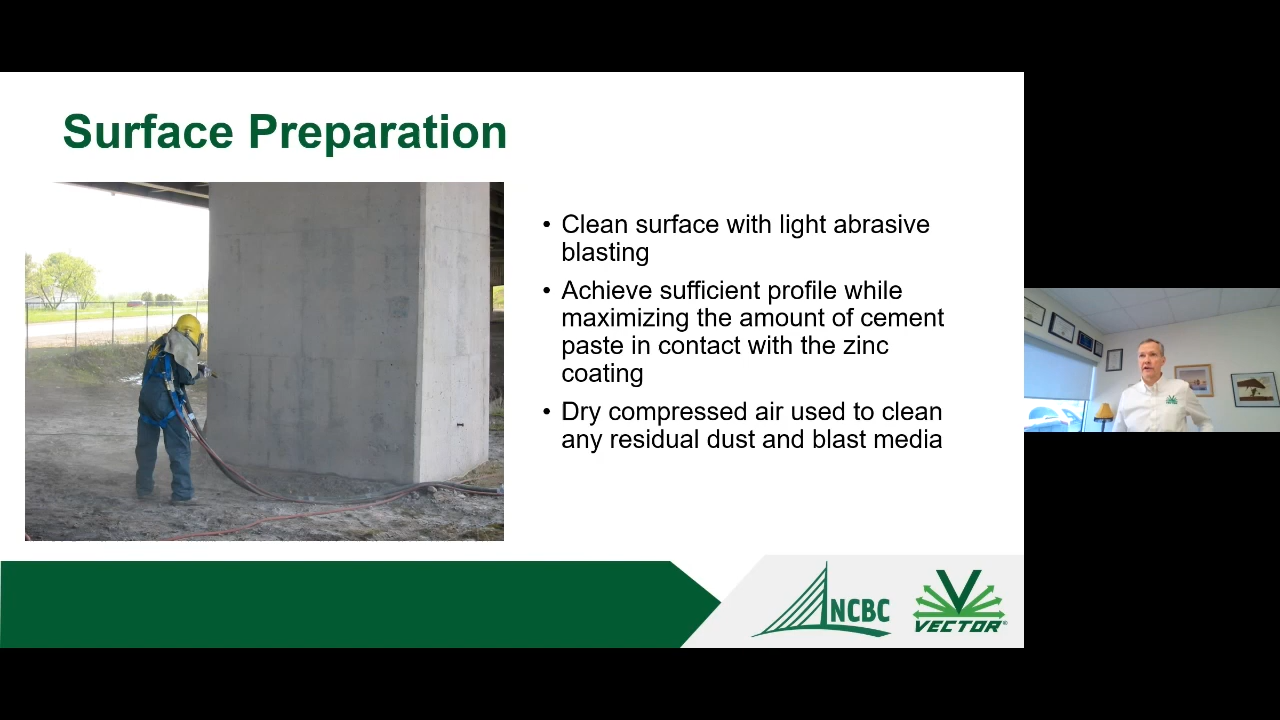 Surface Preparation
• Clean surface with light abrasive
blasting
• Achieve sufficient profile while
maximizing the amount of cement
paste in contact with the zinc
coating
• Dry compressed air used to clean
any residual dust and blast media
NCBC
VECTOR®